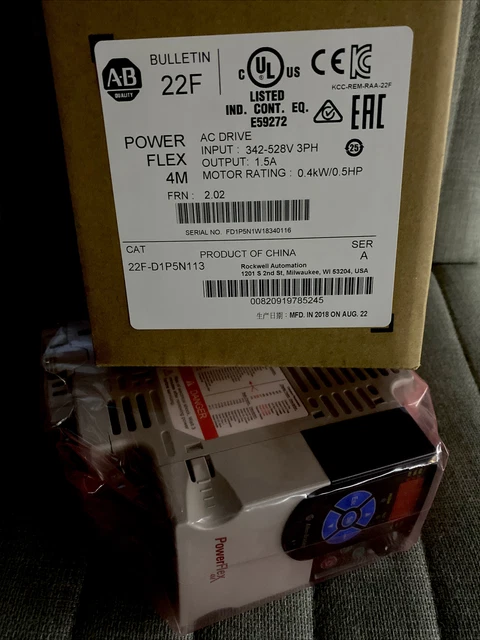 A-B
QUALITY
BULLETIN
22F
C UL US
LISTED
IND. CONT. EQ.
E59272
CE
KCC-REM-RAA-22F
EAC
25
POWER
FLEX
4M
AC DRIVE
INPUT : 342-528V 3PH
OUTPUT: 1.5A
MOTOR RATING : 0.4kW/0.5HP
FRN : 2.02
SERIAL NO. FD1P5N1W18340116
CAT
PRODUCT OF CHINA
SER
22F-D1P5N113
A
Rockwell Automation
1201 S 2nd St, Milwaukee, WI 53204, USA
00820919785245
生产日期: MFD. IN 2018 ON AUG. 22
DANGER
PowerFlex
4M